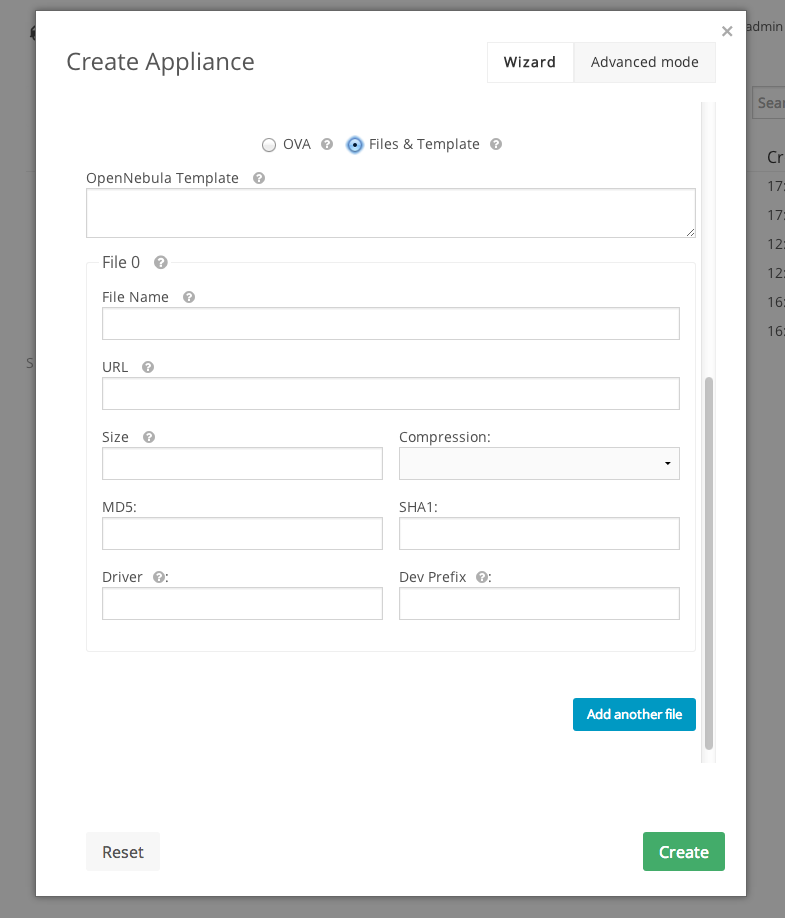 ×
admin
Create Appliance
Wizard
Advanced mode
Sea
OVA ? Files & Template ?
Cr
OpenNebula Template ?
17:
17:
12:
12:
16:
16:
File 0 ?
File Name ?
URL ?
S
Size ? Compression:
MD5: SHA1:
Driver ?: Dev Prefix ?:
Add another file
Reset
Create